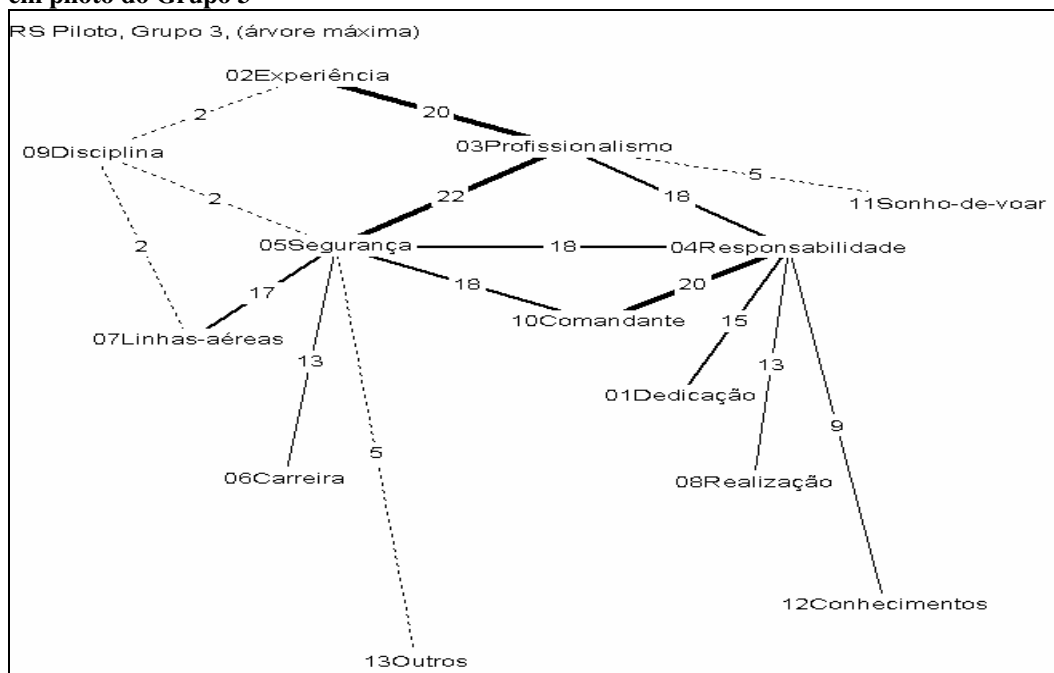 em piloto do Grupo 3
RS Piloto, Grupo 3, (árvore máxima)
02Experiência
2
20
09Disciplina
03Profissionalismo
5
2
22
18
11Sonho-de-voar
2
05Segurança
18
04Responsabilidade
17
18
20
10Comandante
15
07Linhas-aéreas
13
13
01Dedicação
9
5
06Carreira
08Realização
12Conhecimentos
13Outros